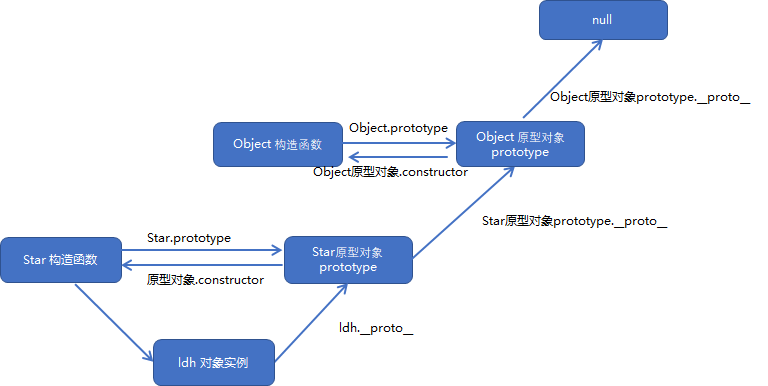 null
Object原型对象prototype.__proto__
Object.prototype
Object 构造函数
Object 原型对象
prototype
Object原型对象.constructor
Star原型对象prototype.__proto__
Star.prototype
Star 构造函数
Star原型对象
prototype
原型对象.constructor
ldh.__proto__
ldh 对象实例